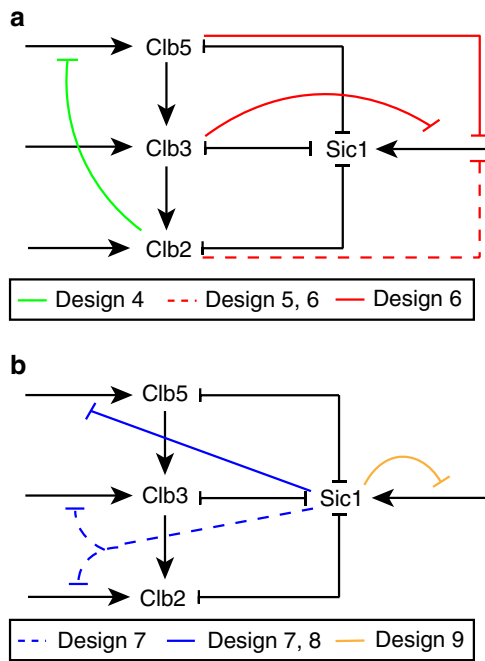 a
Clb5
Clb3 Sic1
Clb2
Design 4 Design 5, 6 Design 6
b
Clb5
Clb3 Sic1
Clb2
Design 7 Design 7, 8 Design 9